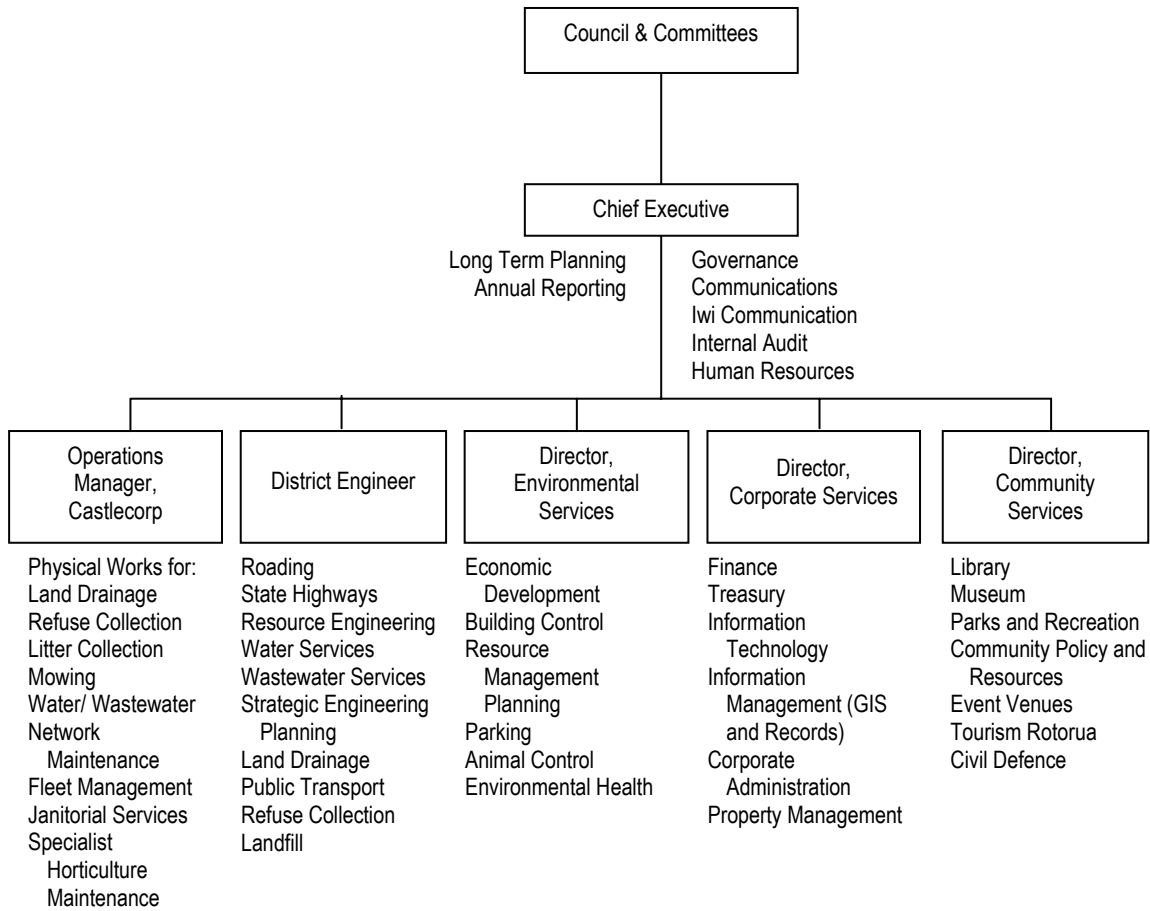 Council & Committees
Chief Executive
Long Term Planning
Annual Reporting
Governance
Communications
Iwi Communication
Internal Audit
Human Resources
Operations
Manager,
Castlecorp
Physical Works for:
Land Drainage
Refuse Collection
Litter Collection
Mowing
Water/ Wastewater
Network
Maintenance
Fleet Management
Janitorial Services
Specialist
Horticulture
Maintenance
District Engineer
Roading
State Highways
Resource Engineering
Water Services
Wastewater Services
Strategic Engineering
Planning
Land Drainage
Public Transport
Refuse Collection
Landfill
Director,
Environmental
Services
Economic
Development
Building Control
Resource
Management
Planning
Parking
Animal Control
Environmental Health
Director,
Corporate Services
Finance
Treasury
Information
Technology
Information
Management (GIS
and Records)
Corporate
Administration
Property Management
Director,
Community
Services
Library
Museum
Parks and Recreation
Community Policy and
Resources
Event Venues
Tourism Rotorua
Civil Defence